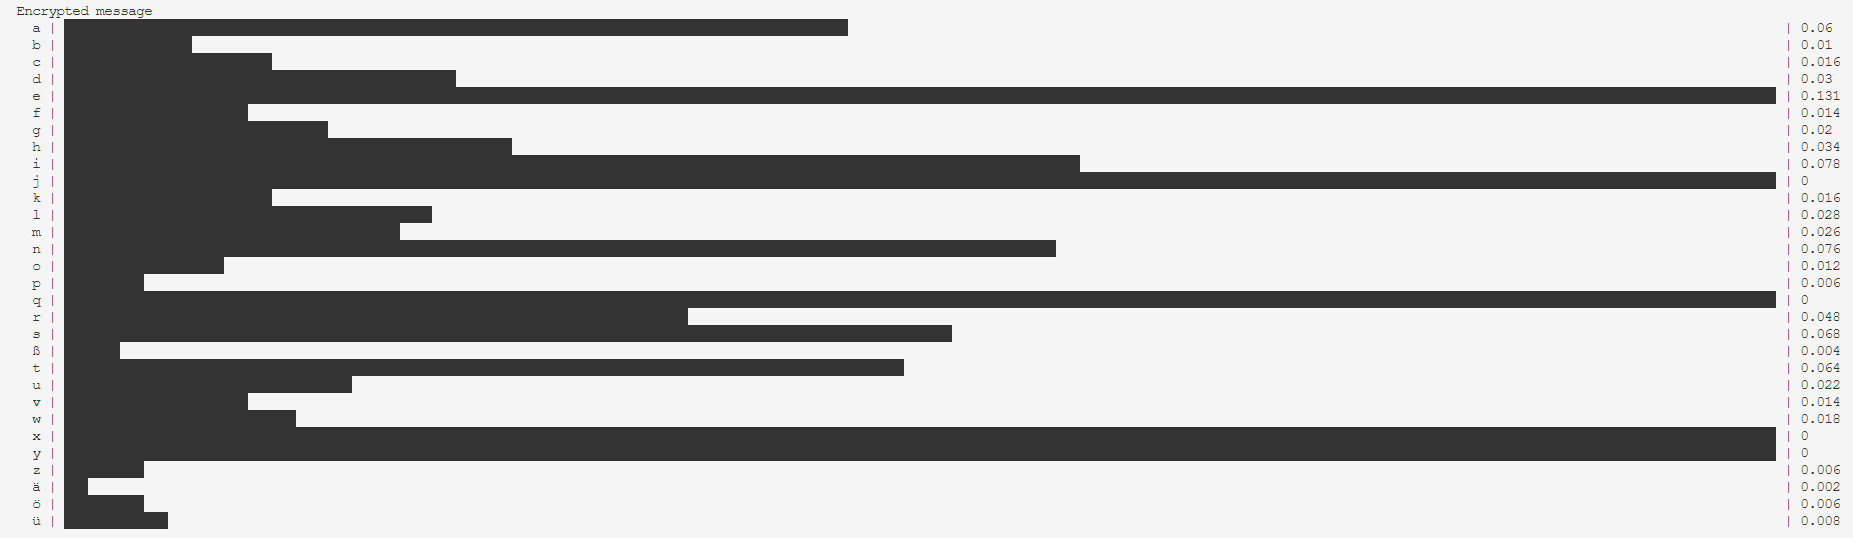 Encrypted message
a | | 0.06
b | | 0.01
c | | 0.016
d | | 0.03
e | | 0.131
f | | 0.014
g | | 0.02
h | | 0.034
i | | 0.078
j | | 0
k | | 0.016
l | | 0.028
m | | 0.026
n | | 0.076
o | | 0.012
p | | 0.006
q | | 0
r | | 0.048
s | | 0.068
ß | | 0.004
t | | 0.064
u | | 0.022
v | | 0.014
w | | 0.018
x | | 0
y | | 0
z | | 0.006
ä | | 0.002
ö | | 0.006
ü | | 0.008